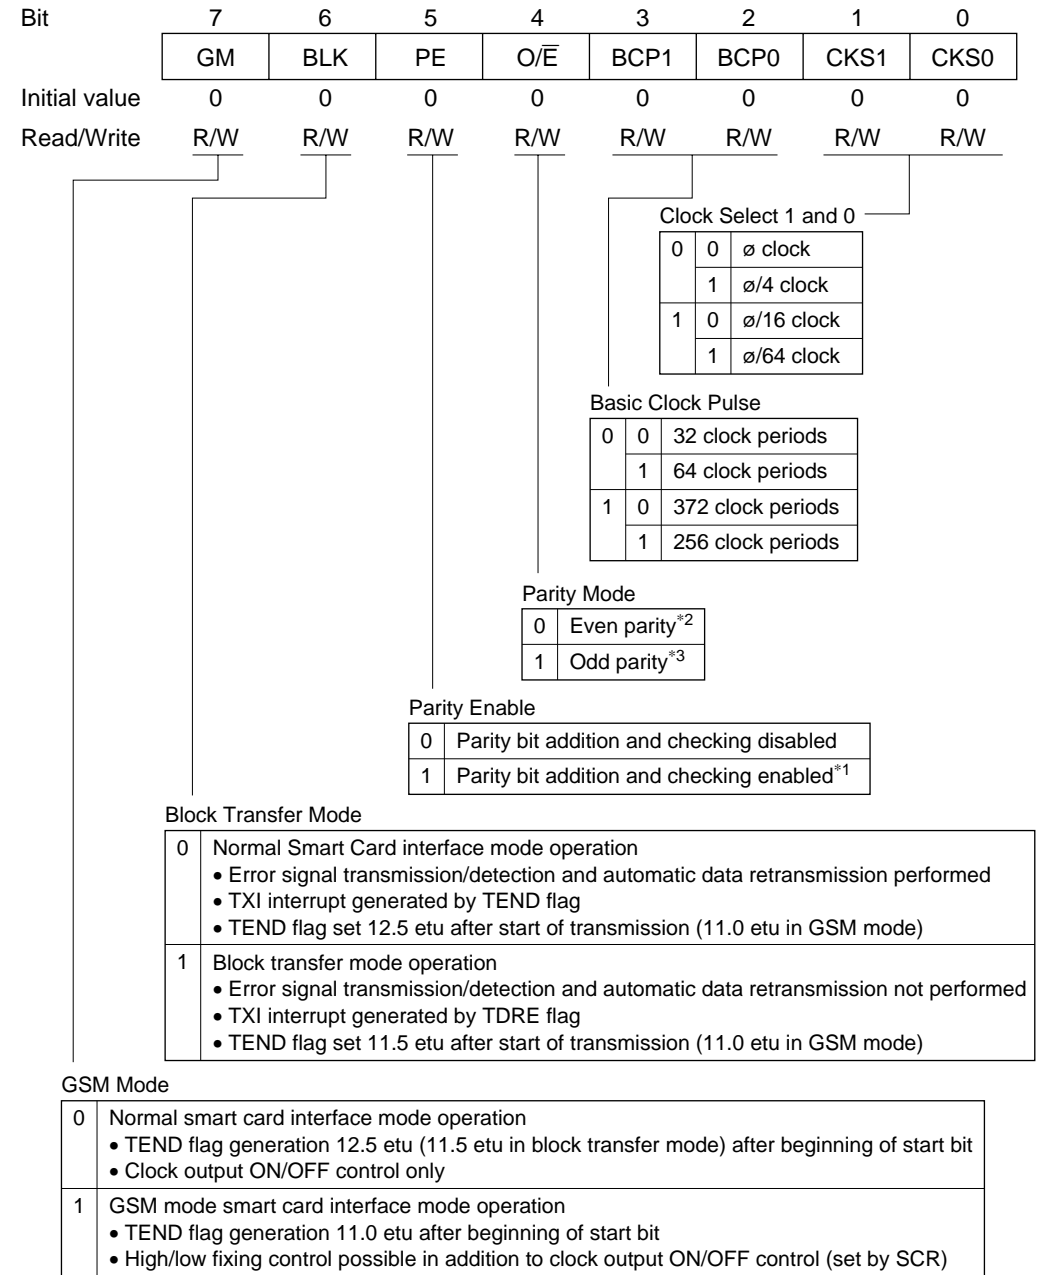 Bit 7 6 5 4 3 2 1 0
GM BLK PE O/E̅ BCP1 BCP0 CKS1 CKS0
Initial value 0 0 0 0 0 0 0 0
Read/Write R/W R/W R/W R/W R/W R/W R/W R/W
Clock Select 1 and 0
0 0 ø clock
1 ø/4 clock
1 0 ø/16 clock
1 ø/64 clock
Basic Clock Pulse
0 0 32 clock periods
1 64 clock periods
1 0 372 clock periods
1 256 clock periods
Parity Mode
0 Even parity*2
1 Odd parity*3
Parity Enable
0 Parity bit addition and checking disabled
1 Parity bit addition and checking enabled*1
Block Transfer Mode
0 Normal Smart Card interface mode operation
• Error signal transmission/detection and automatic data retransmission performed
• TXI interrupt generated by TEND flag
• TEND flag set 12.5 etu after start of transmission (11.0 etu in GSM mode)
1 Block transfer mode operation
• Error signal transmission/detection and automatic data retransmission not performed
• TXI interrupt generated by TDRE flag
• TEND flag set 11.5 etu after start of transmission (11.0 etu in GSM mode)
GSM Mode
0 Normal smart card interface mode operation
• TEND flag generation 12.5 etu (11.5 etu in block transfer mode) after beginning of start bit
• Clock output ON/OFF control only
1 GSM mode smart card interface mode operation
• TEND flag generation 11.0 etu after beginning of start bit
• High/low fixing control possible in addition to clock output ON/OFF control (set by SCR)